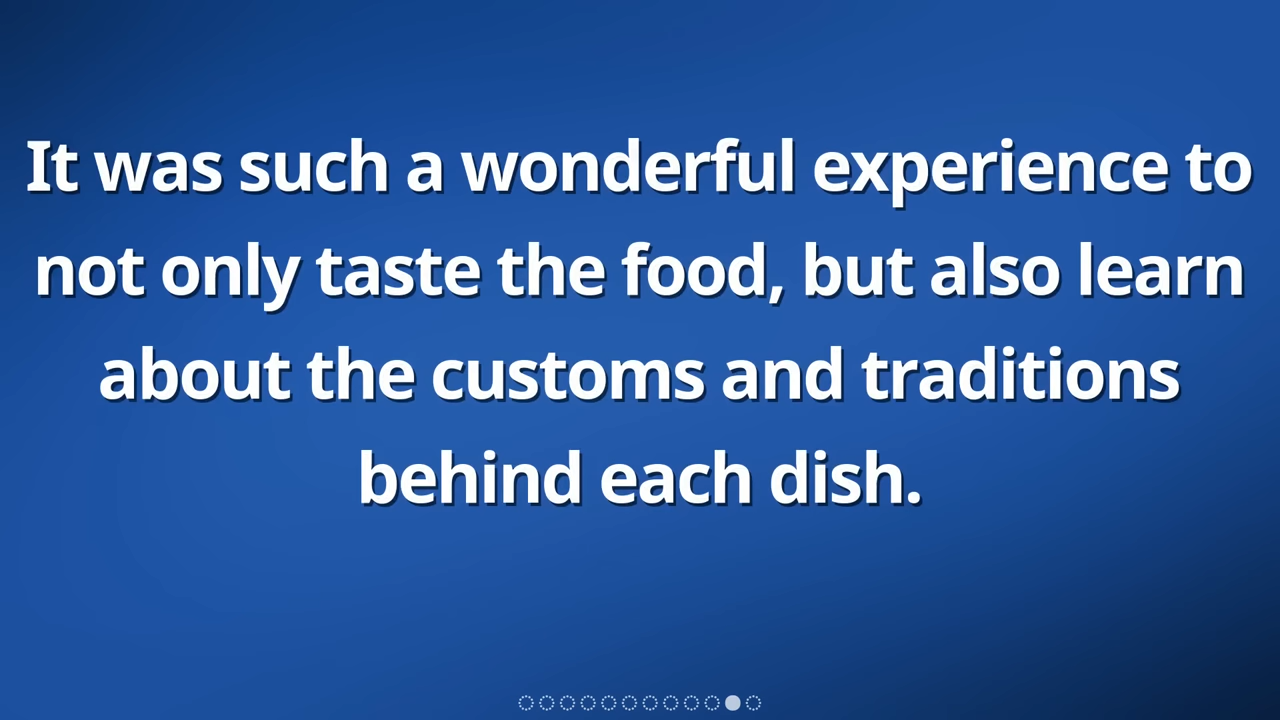 It was such a wonderful experience to
not only taste the food, but also learn
about the customs and traditions
behind each dish.